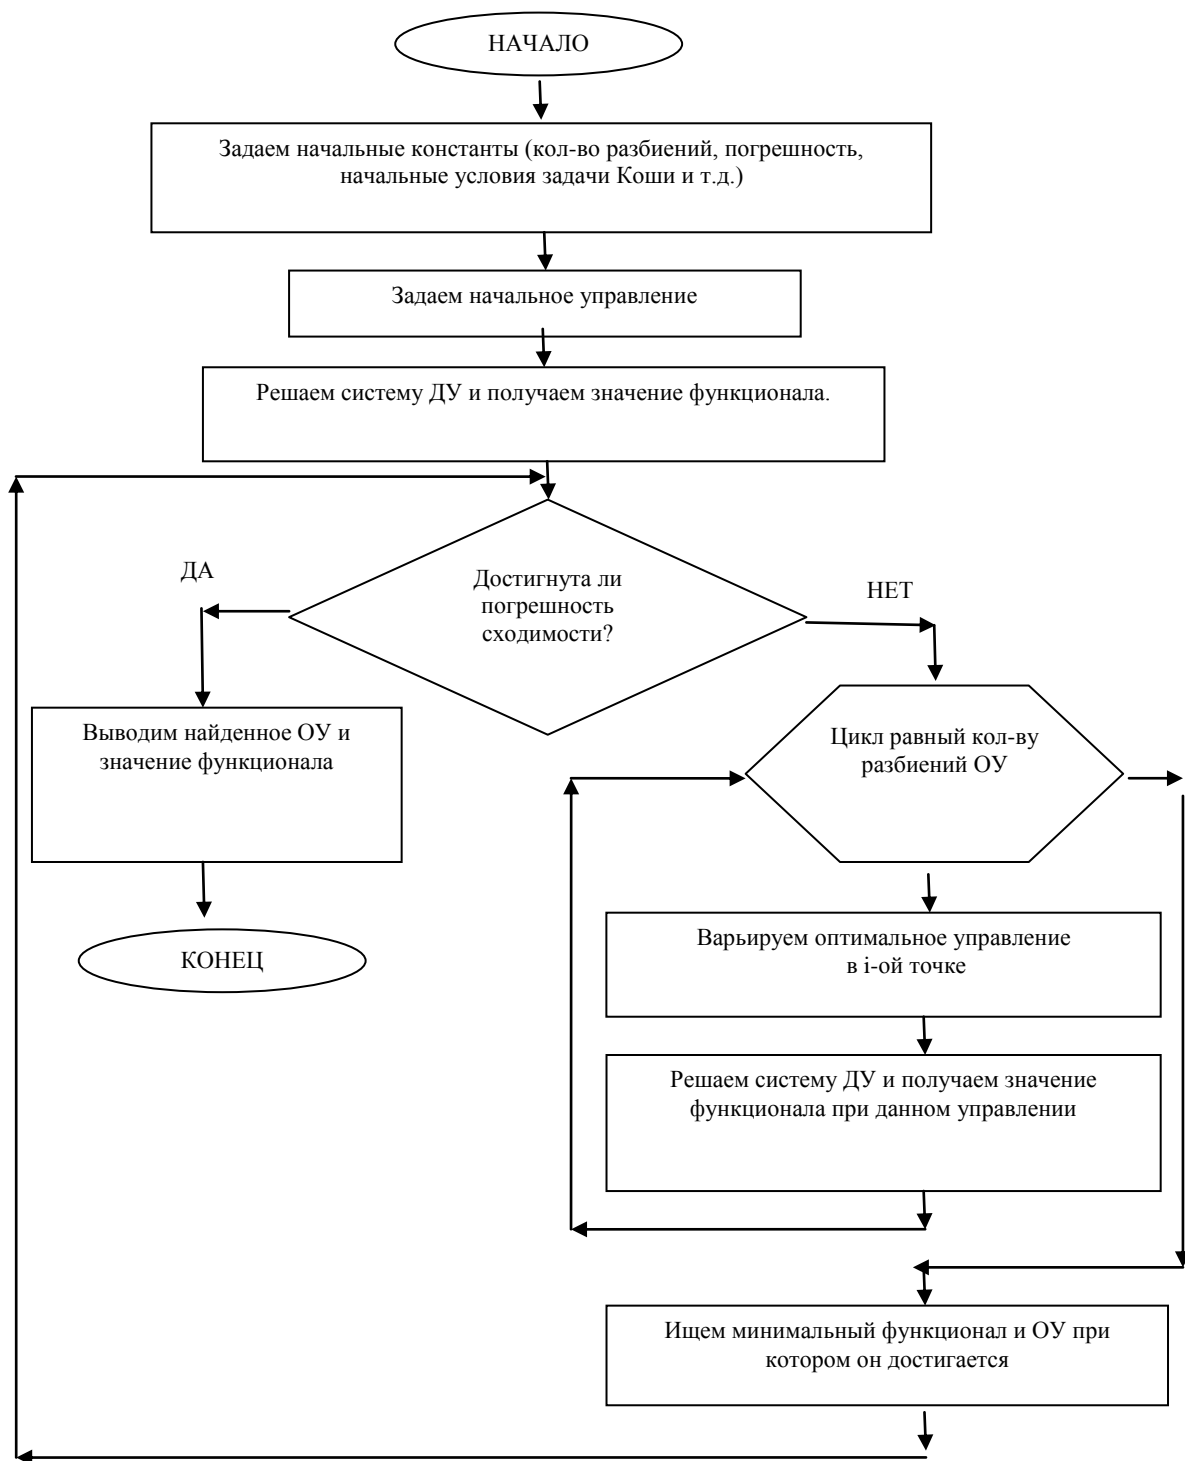 НАЧАЛО
Задаем начальные константы (кол-во разбиений, погрешность,
начальные условия задачи Коши и т.д.)
Задаем начальное управление
Решаем систему ДУ и получаем значение функционала.
ДА
Достигнута ли
погрешность
сходимости?
НЕТ
Выводим найденное ОУ и
значение функционала
Цикл равный кол-ву
разбиений ОУ
КОНЕЦ
Варьируем оптимальное управление
в i-ой точке
Решаем систему ДУ и получаем значение
функционала при данном управлении
Ищем минимальный функционал и ОУ при
котором он достигается